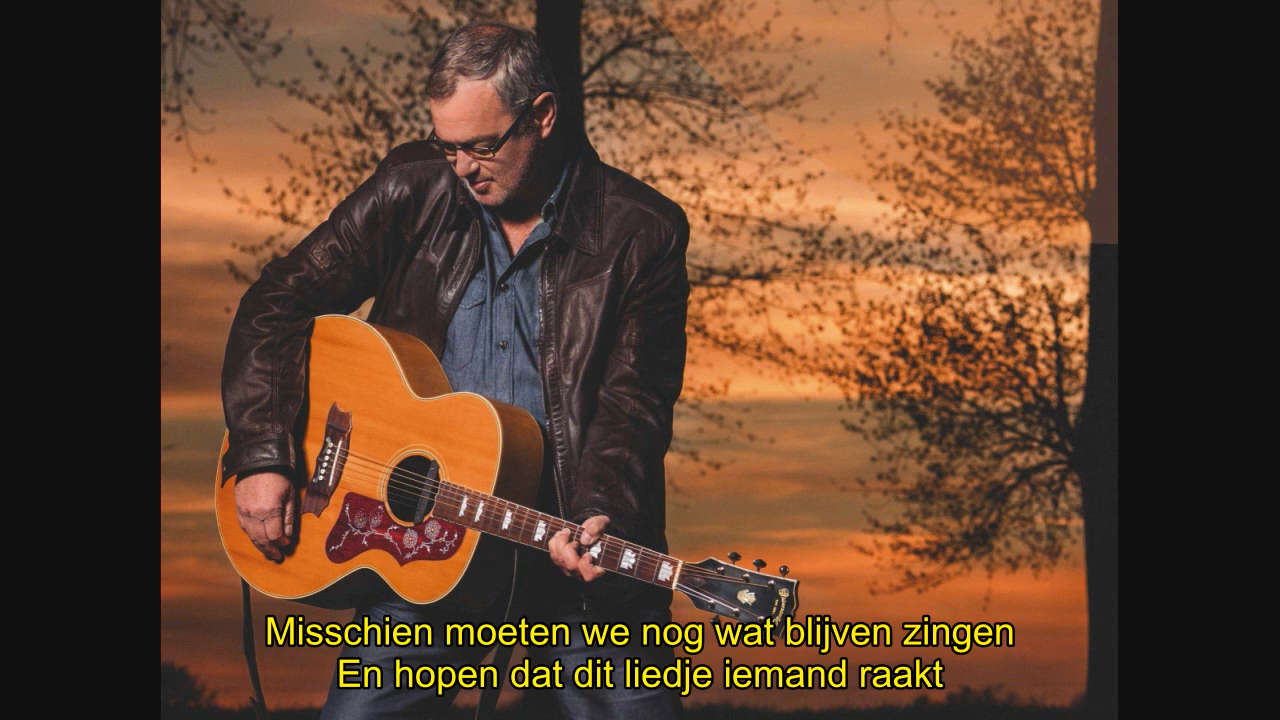 Misschien moeten we nog wat blijven zingen
En hopen dat dit liedje iemand raakt